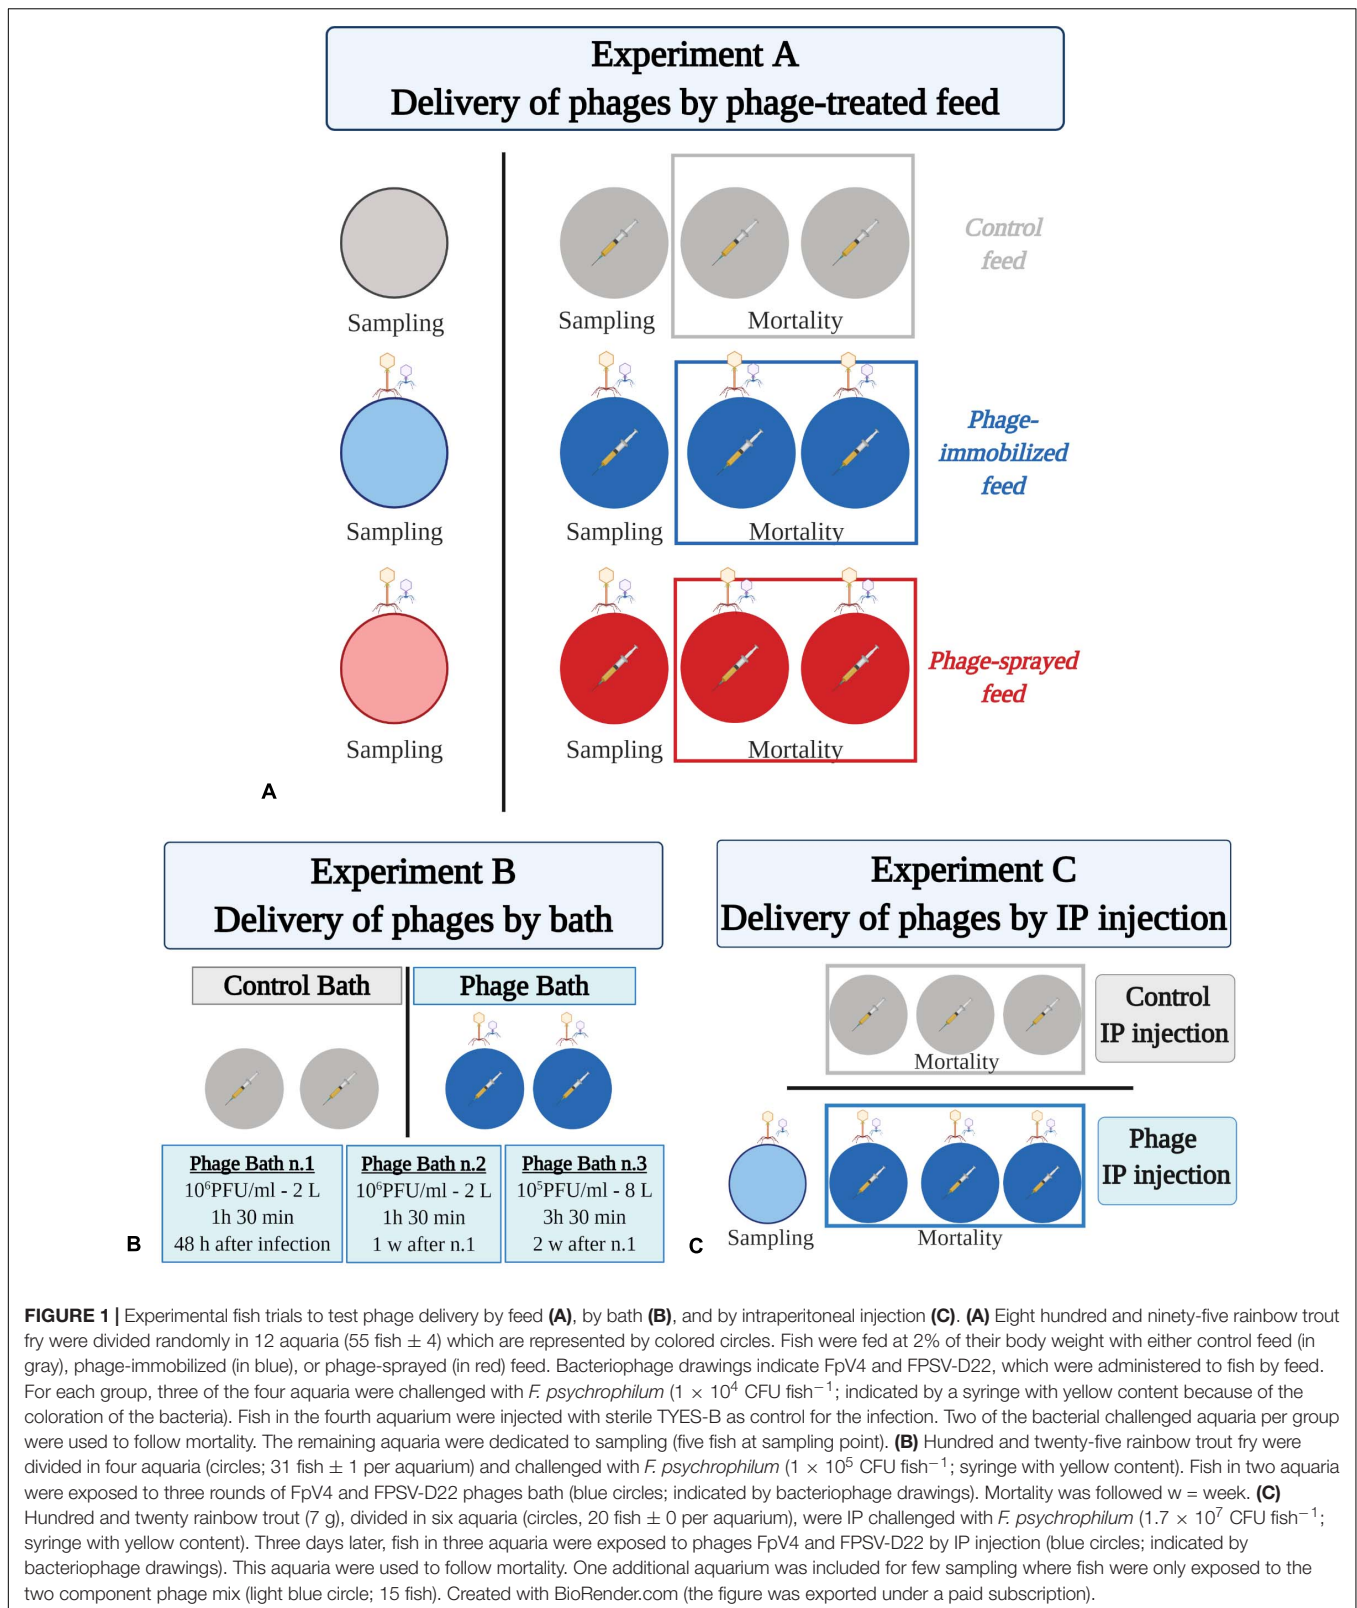 Experiment A
Delivery of phages by phage-treated feed
Control
feed
Sampling
Sampling
Mortality
Phage-
immobilized
feed
Sampling
Sampling
Mortality
Phage-sprayed
feed
Sampling
Sampling
Mortality
A
Experiment B
Delivery of phages by bath
Control Bath
Phage Bath
Phage Bath n.1
10⁶PFU/ml - 2 L
1h 30 min
48 h after infection
Phage Bath n.2
10⁶PFU/ml - 2 L
1h 30 min
1 w after n.1
Phage Bath n.3
10⁵PFU/ml - 8 L
3h 30 min
2 w after n.1
B
Experiment C
Delivery of phages by IP injection
Mortality
Control
IP injection
Phage
IP injection
Sampling
Mortality
C
FIGURE 1 | Experimental fish trials to test phage delivery by feed (A), by bath (B), and by intraperitoneal injection (C). (A) Eight hundred and ninety-five rainbow trout
fry were divided randomly in 12 aquaria (55 fish ± 4) which are represented by colored circles. Fish were fed at 2% of their body weight with either control feed (in
gray), phage-immobilized (in blue), or phage-sprayed (in red) feed. Bacteriophage drawings indicate FpV4 and FPSV-D22, which were administered to fish by feed.
For each group, three of the four aquaria were challenged with F. psychrophilum (1 × 10⁴ CFU fish⁻¹; indicated by a syringe with yellow content because of the
coloration of the bacteria). Fish in the fourth aquarium were injected with sterile TYES-B as control for the infection. Two of the bacterial challenged aquaria per group
were used to follow mortality. The remaining aquaria were dedicated to sampling (five fish at sampling point). (B) Hundred and twenty-five rainbow trout fry were
divided in four aquaria (circles; 31 fish ± 1 per aquarium) and challenged with F. psychrophilum (1 × 10⁵ CFU fish⁻¹; syringe with yellow content). Fish in two aquaria
were exposed to three rounds of FpV4 and FPSV-D22 phages bath (blue circles; indicated by bacteriophage drawings). Mortality was followed w = week. (C)
Hundred and twenty rainbow trout (7 g), divided in six aquaria (circles, 20 fish ± 0 per aquarium), were IP challenged with F. psychrophilum (1.7 × 10⁷ CFU fish⁻¹;
syringe with yellow content). Three days later, fish in three aquaria were exposed to phages FpV4 and FPSV-D22 by IP injection (blue circles; indicated by
bacteriophage drawings). This aquaria were used to follow mortality. One additional aquarium was included for few sampling where fish were only exposed to the
two component phage mix (light blue circle; 15 fish). Created with BioRender.com (the figure was exported under a paid subscription).